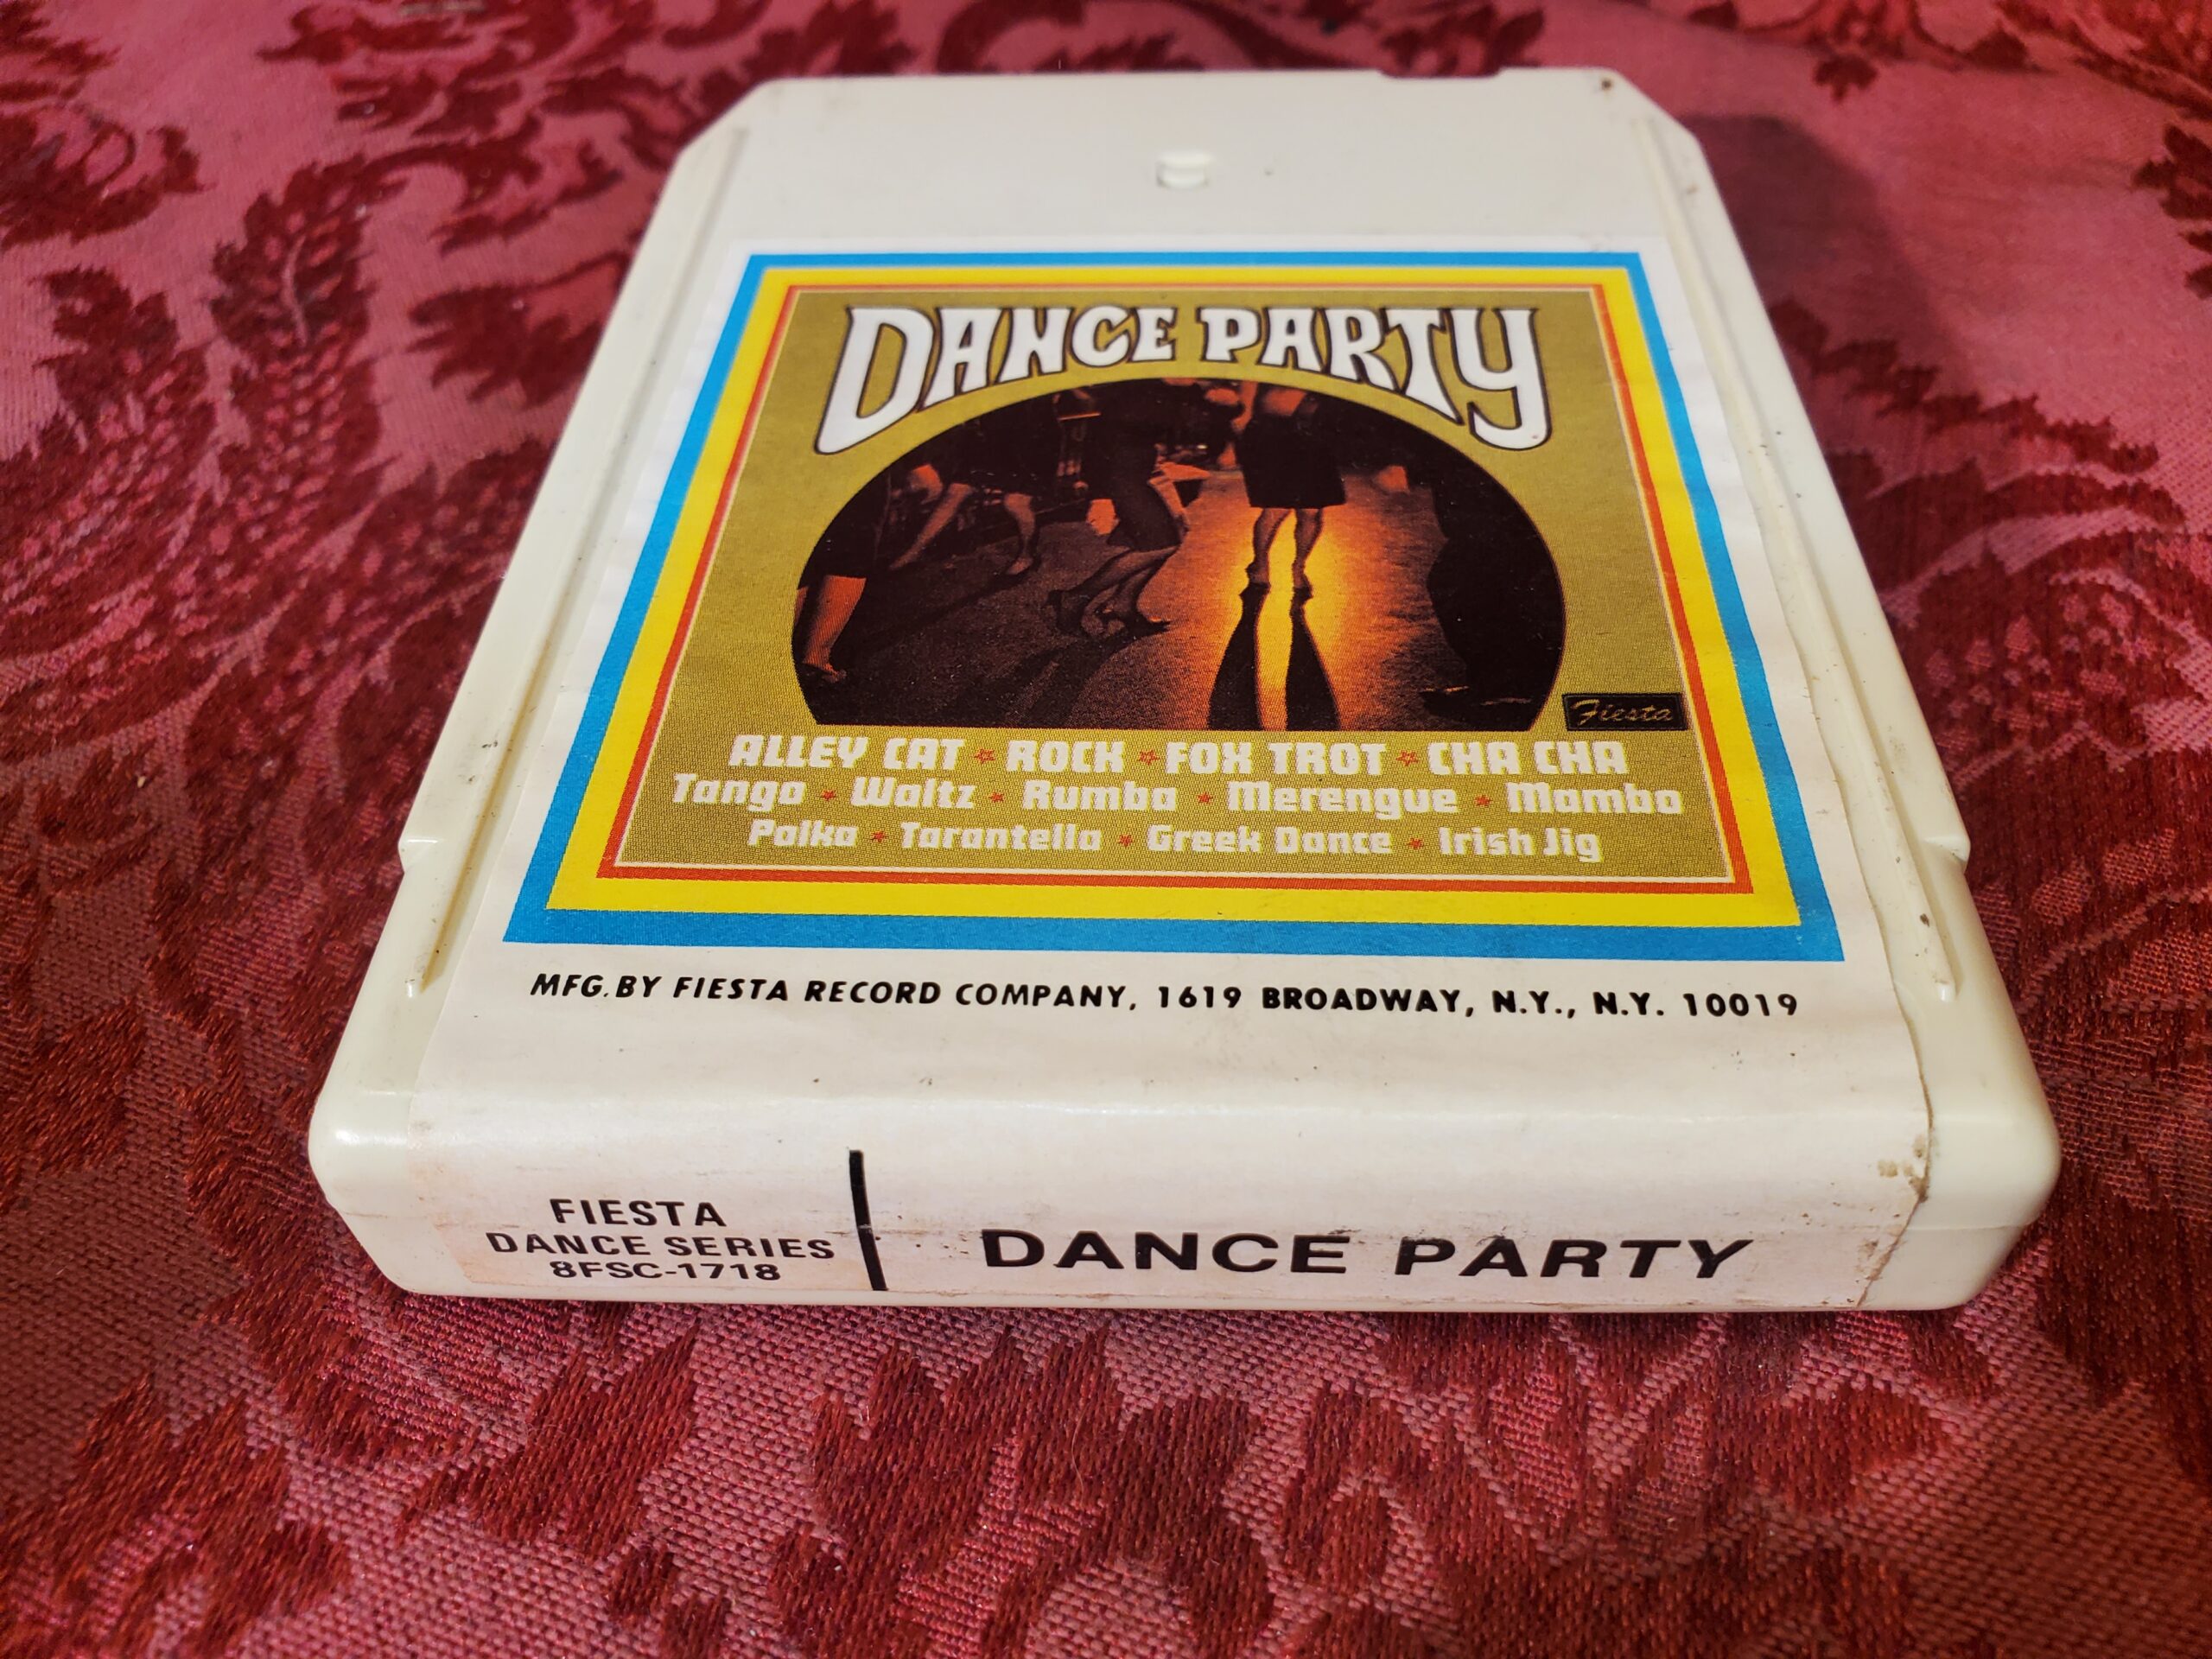 DANCE PARTY
Fiesta
ALLEY CAT * ROCK * FOX TROT * CHA CHA
Tango * Waltz * Rumba * Merengue * Mambo
Polka * Tarantella * Greek Dance * Irish Jig
MFG. BY FIESTA RECORD COMPANY, 1619 BROADWAY, N.Y., N.Y. 10019
FIESTA
DANCE SERIES
8FSC-1718
DANCE PARTY